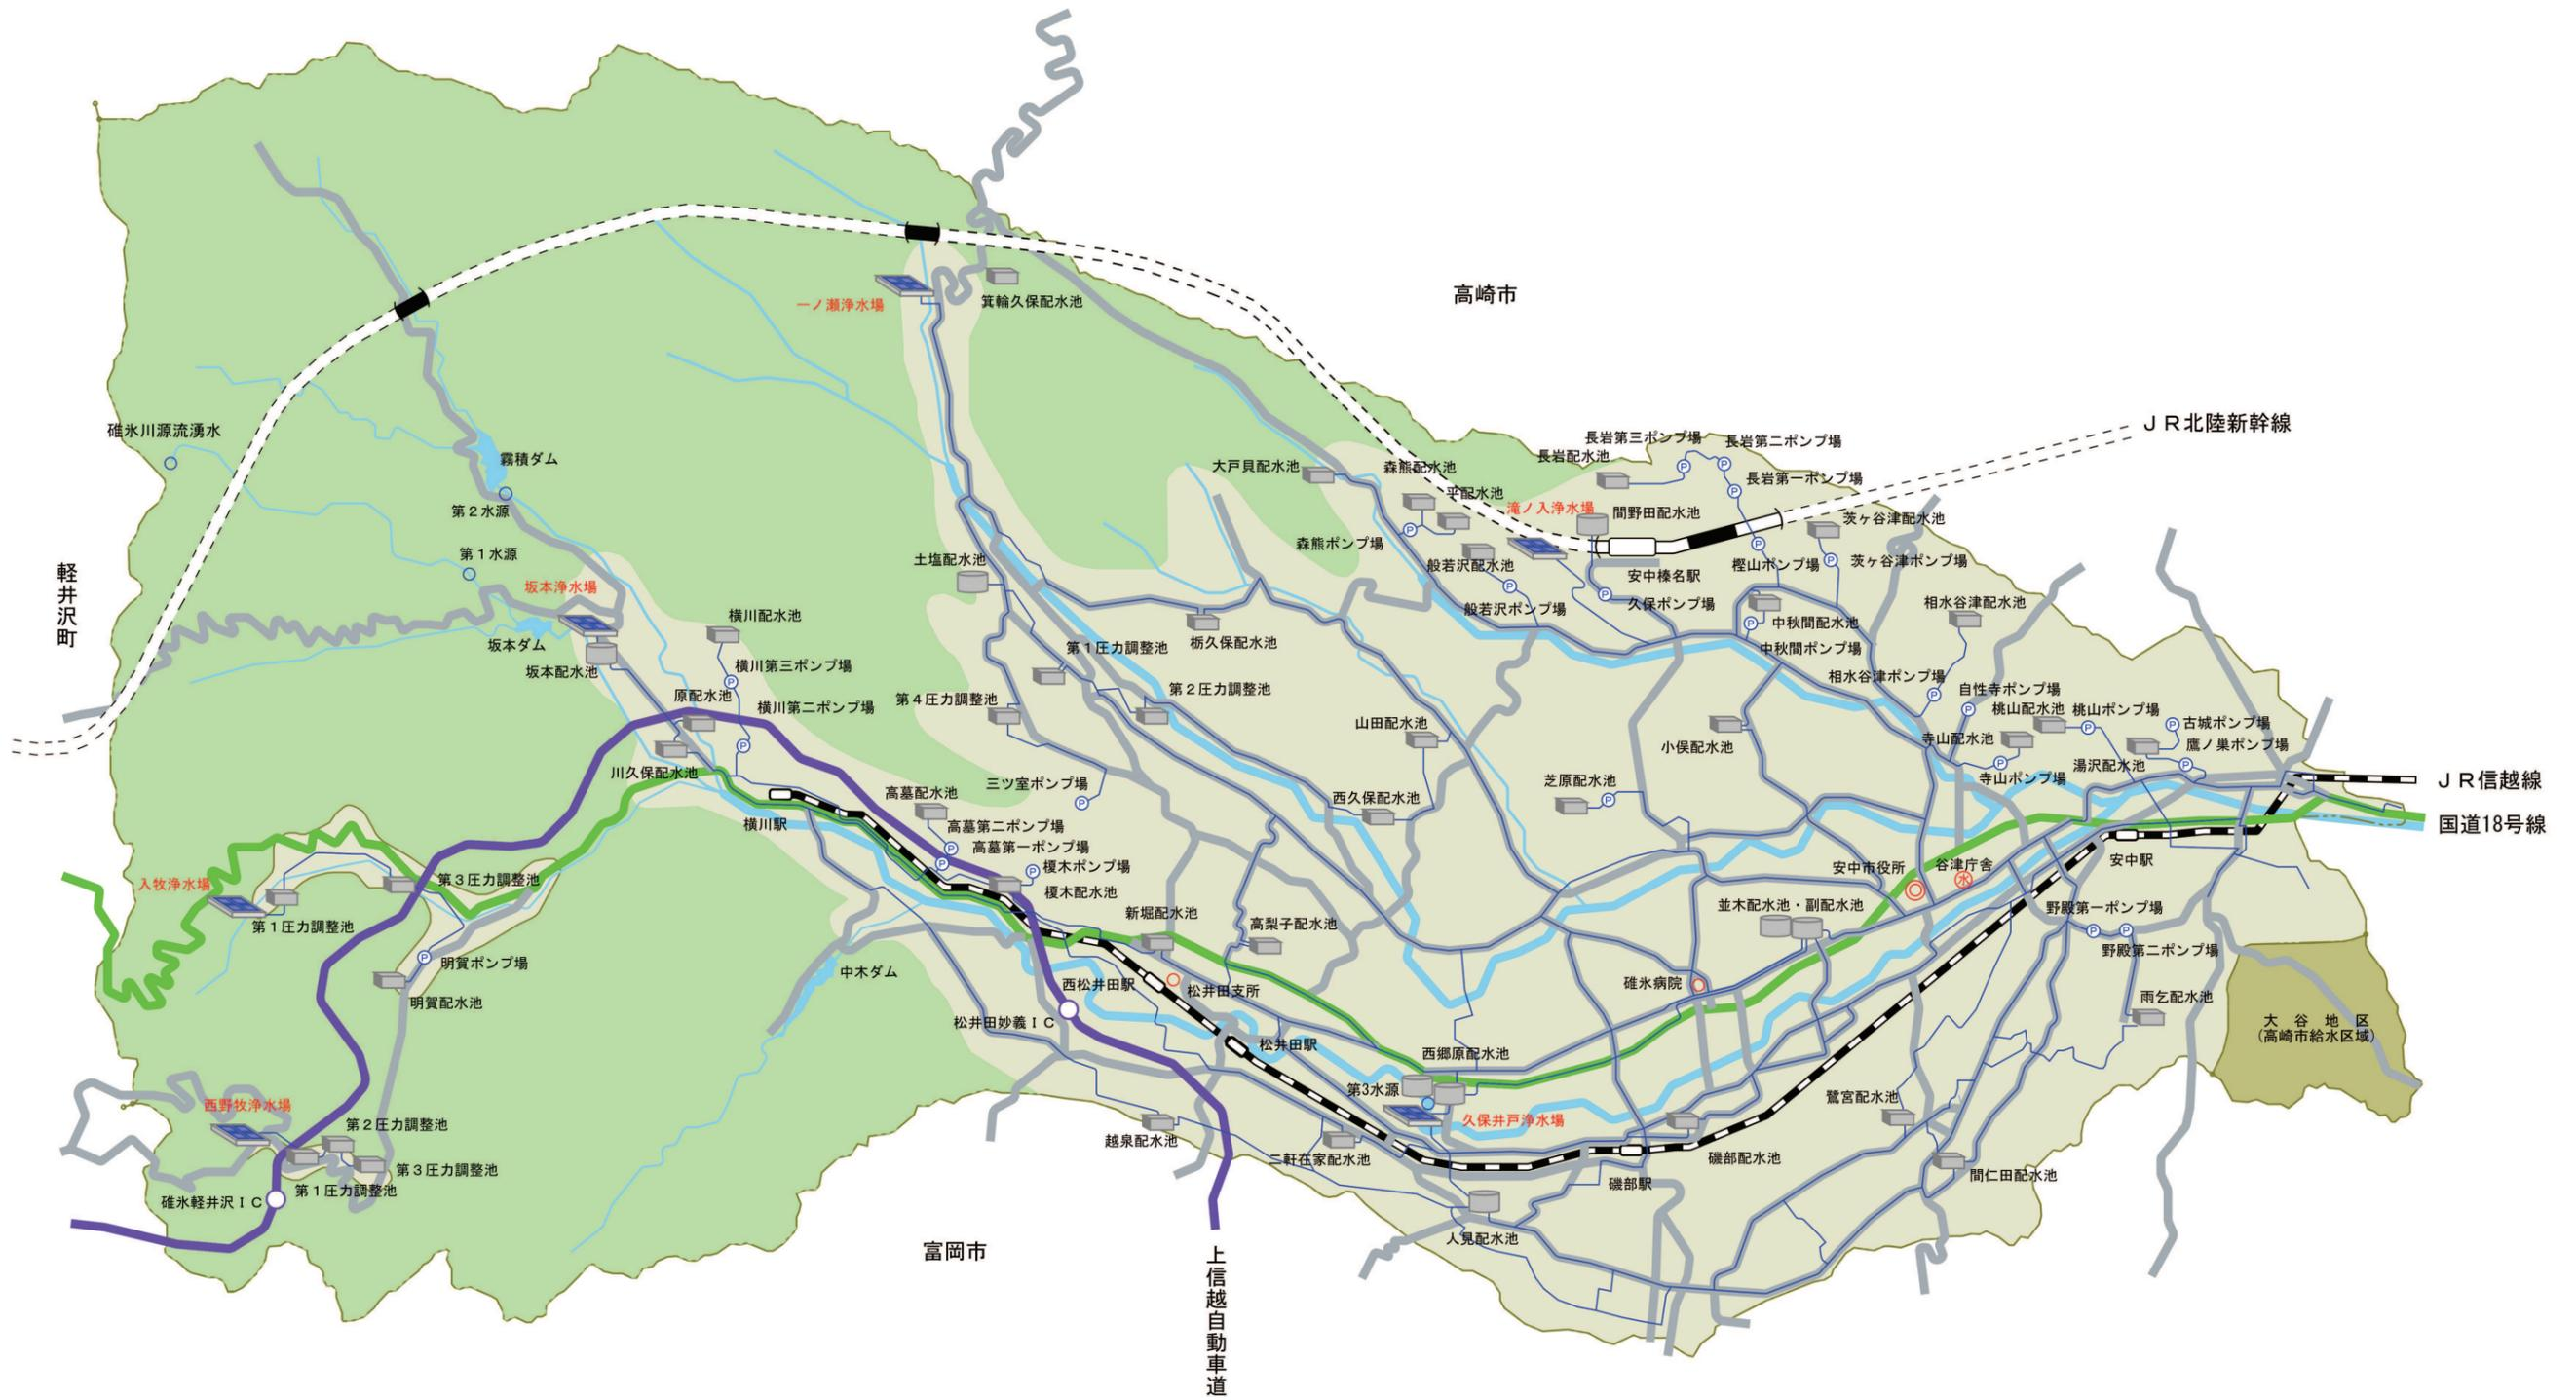 高崎市
一ノ瀬浄水場
箕輪久保配水池
ＪＲ北陸新幹線
碓氷川源流湧水
霧積ダム
第２水源
第１水源
坂本浄水場
坂本ダム
坂本配水池
軽井沢町
大戸貝配水池
森熊配水池
平配水池
森熊ポンプ場
長岩第三ポンプ場
長岩第二ポンプ場
長岩配水池
長岩第一ポンプ場
滝ノ入浄水場
間野田配水池
茨ヶ谷津配水池
般若沢配水池
安中榛名駅
樫山ポンプ場
茨ヶ谷津ポンプ場
般若沢ポンプ場
久保ポンプ場
相水谷津配水池
土塩配水池
横川配水池
横川第三ポンプ場
原配水池
横川第二ポンプ場
川久保配水池
第１圧力調整池
栃久保配水池
第４圧力調整池
第２圧力調整池
中秋間配水池
中秋間ポンプ場
相水谷津ポンプ場
自性寺ポンプ場
桃山配水池
桃山ポンプ場
古城ポンプ場
寺山配水池
鷹ノ巣ポンプ場
湯沢配水池
寺山ポンプ場
山田配水池
小俣配水池
ＪＲ信越線
三ツ室ポンプ場
芝原配水池
西久保配水池
高墓配水池
横川駅
高墓第二ポンプ場
高墓第一ポンプ場
榎木ポンプ場
榎木配水池
国道18号線
入牧浄水場
第３圧力調整池
第１圧力調整池
明賀ポンプ場
明賀配水池
安中市役所
谷津庁舎
安中駅
並木配水池・副配水池
野殿第一ポンプ場
野殿第二ポンプ場
新堀配水池
高梨子配水池
中木ダム
西松井田駅
松井田支所
碓氷病院
雨乞配水池
松井田妙義ＩＣ
松井田駅
西郷原配水池
大谷地区
（高崎市給水区域）
第3水源
久保井戸浄水場
鷺宮配水池
西野牧浄水場
第２圧力調整池
第３圧力調整池
第１圧力調整池
碓氷軽井沢ＩＣ
越泉配水池
二軒在家配水池
磯部配水池
磯部駅
間仁田配水池
人見配水池
富岡市
上信越自動車道
P
水